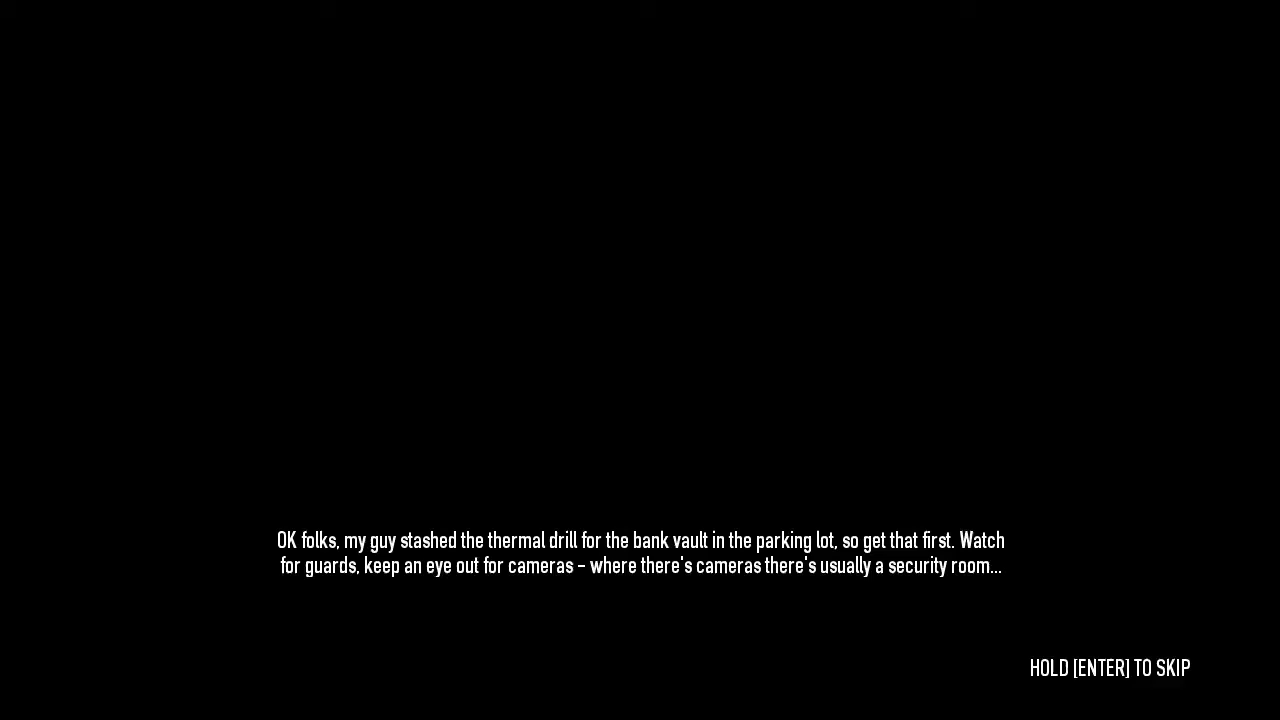 OK folks, my guy stashed the thermal drill for the bank vault in the parking lot, so get that first. Watch
for guards, keep an eye out for cameras - where there's cameras there's usually a security room...
HOLD [ENTER] TO SKIP